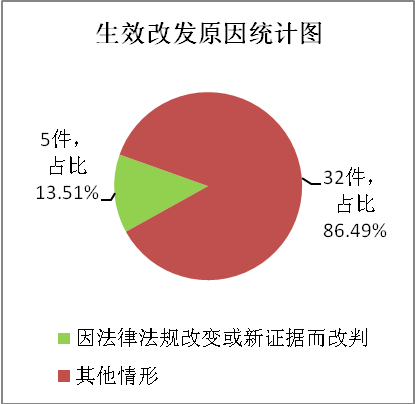 生效改发原因统计图
5件，
占比
13.51%
32件，
占比
86.49%
因法律法规改变或新证据而改判
其他情形